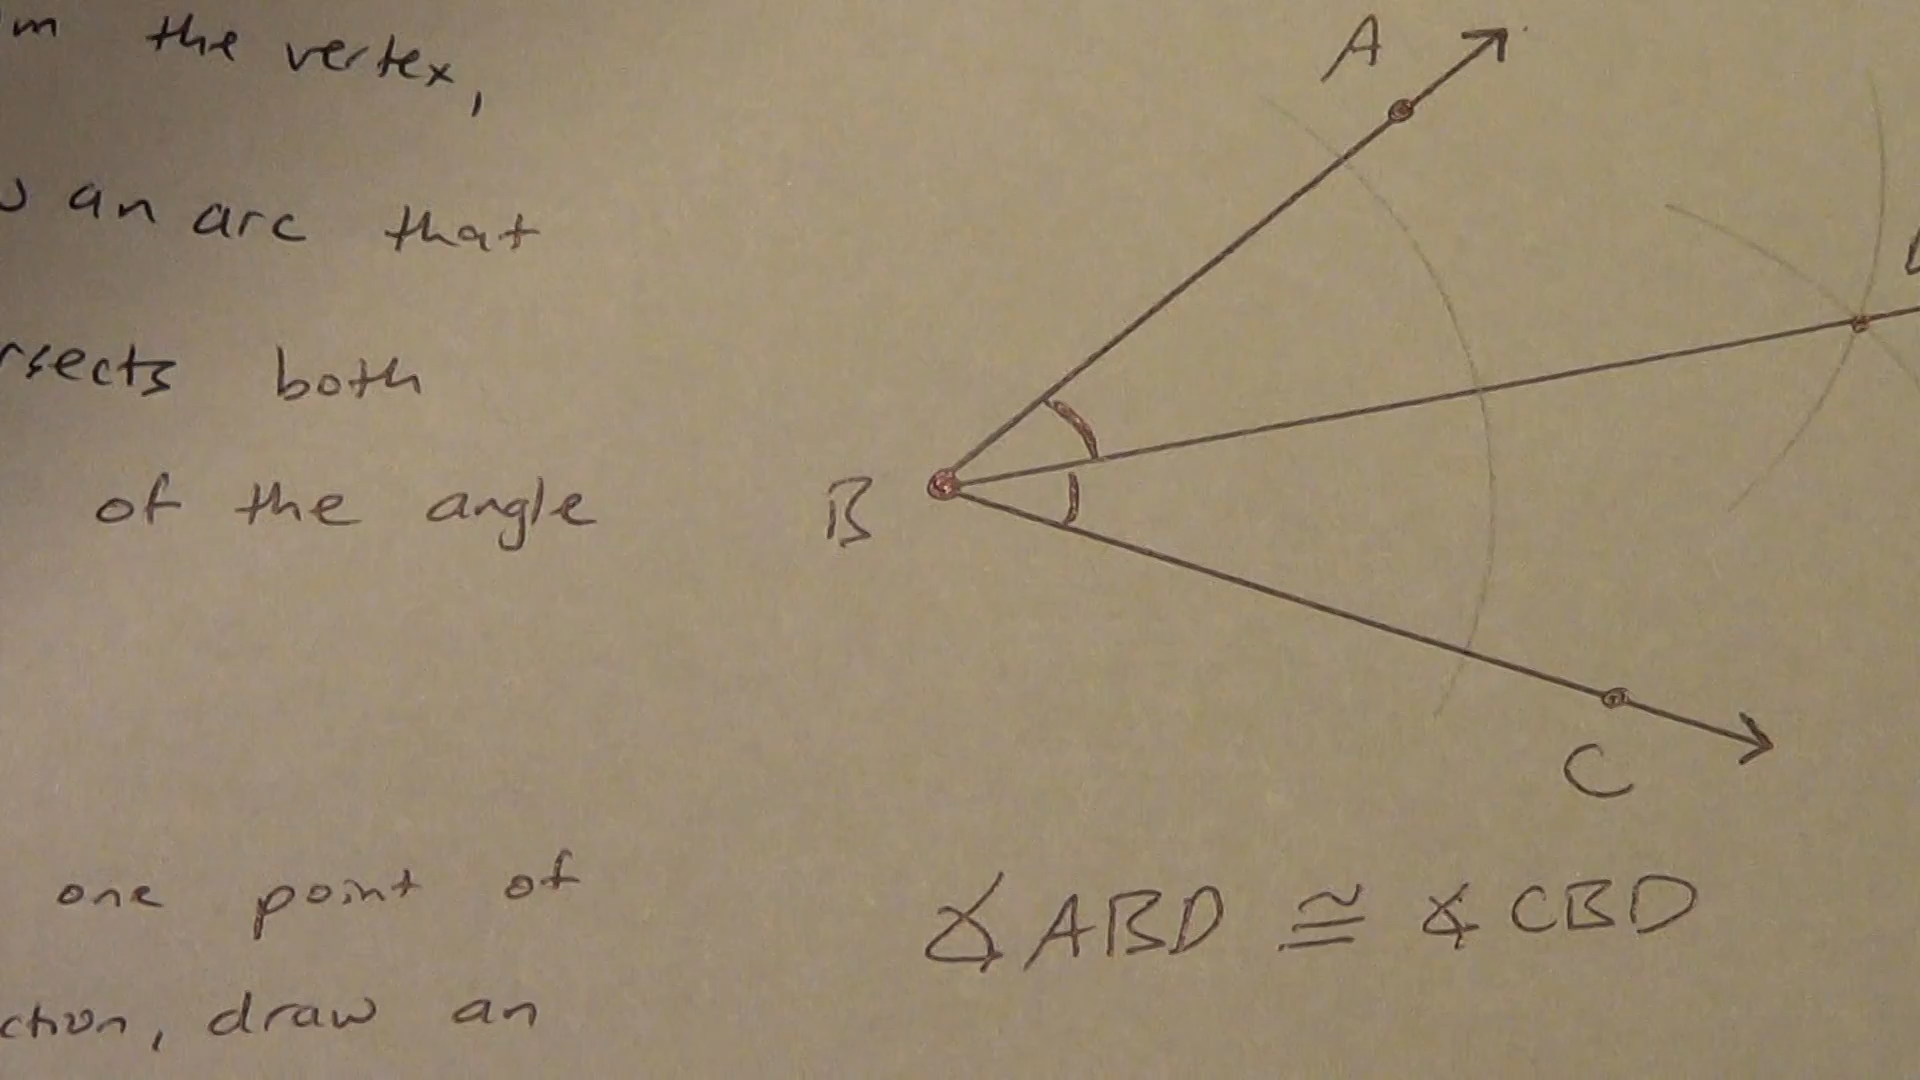 the vertex,
an arc that
both
of the angle
one point of
draw an
A
B
C
∡ABD ≅ ∡CBD